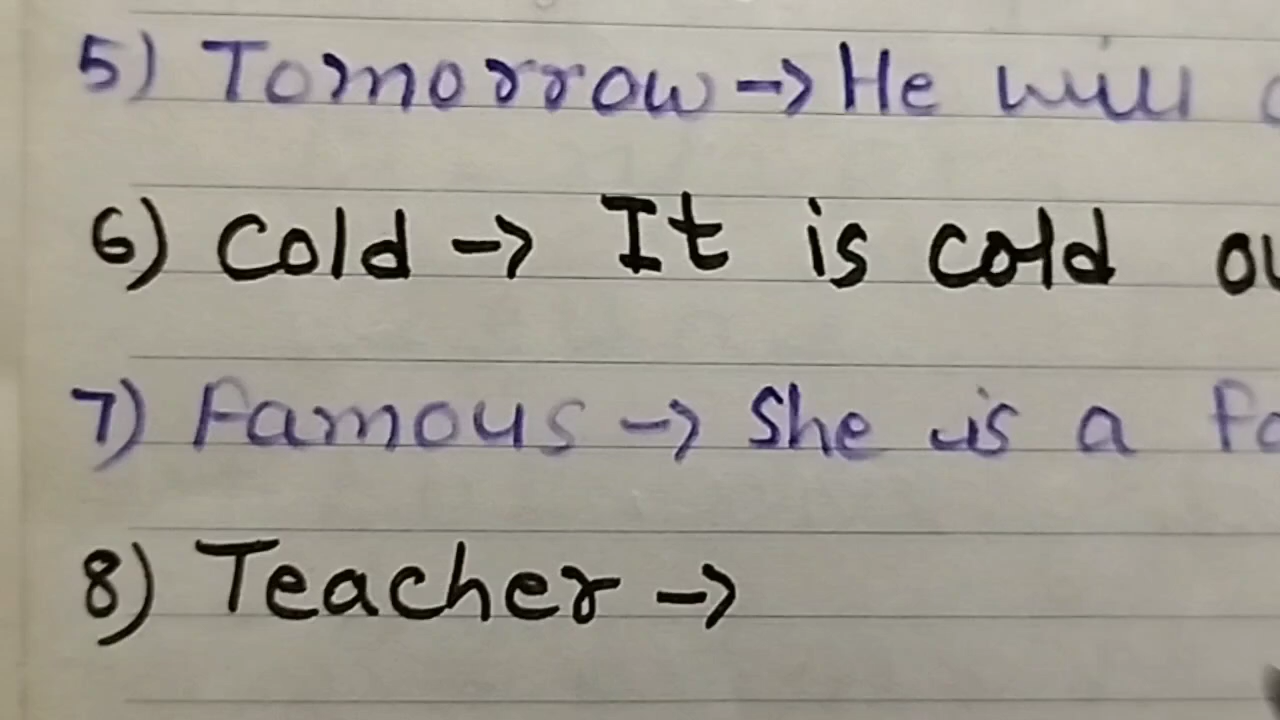 5) Tomorrow -> He will
6) Cold -> It is cold
7) Famous -> She is a
8) Teacher ->